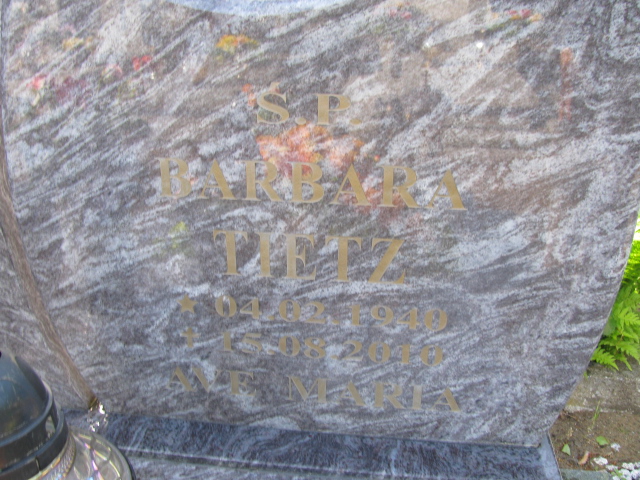 S.P.
BARBARA
TIETZ
* 04.02.1940
† 15.08.2010
AVE MARIA